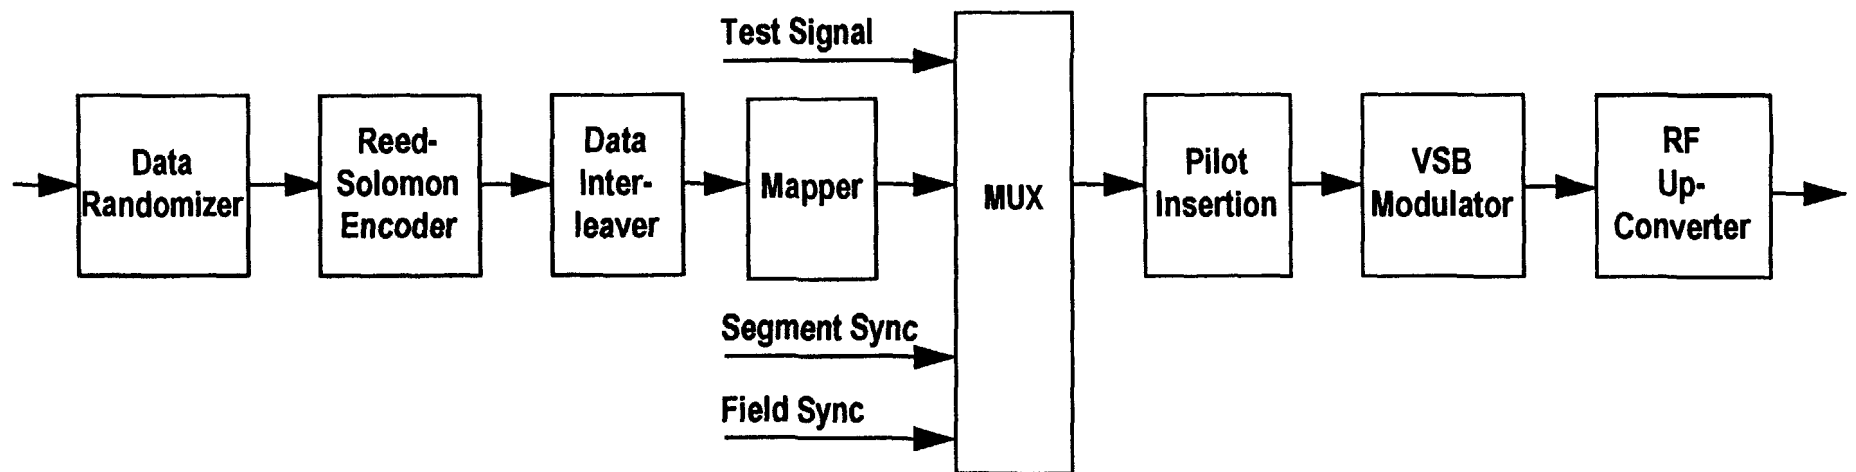 Test Signal
Data
Randomizer
Reed-
Solomon
Encoder
Data
Inter-
leaver
Mapper
MUX
Pilot
Insertion
VSB
Modulator
RF
Up-
Converter
Segment Sync
Field Sync